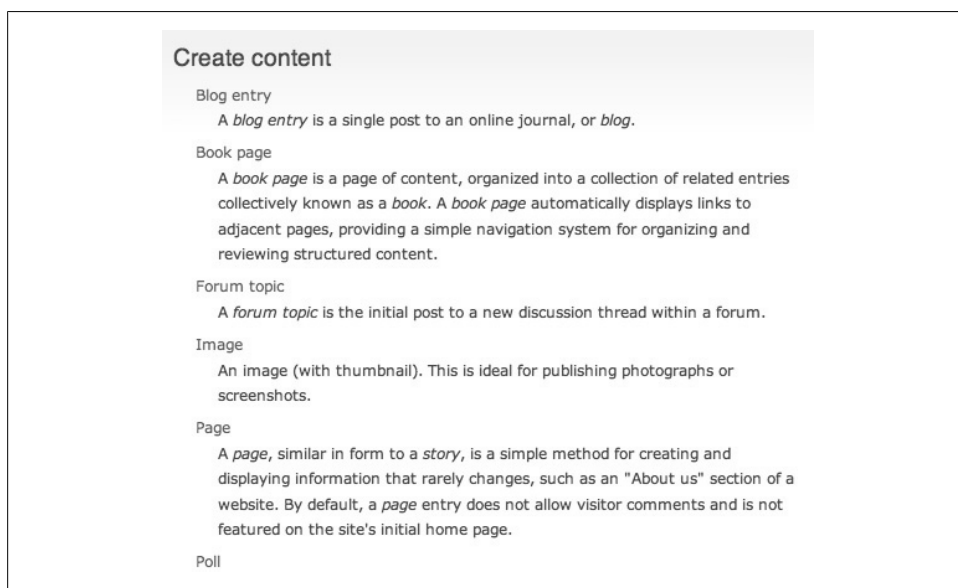 Create content
Blog entry
A blog entry is a single post to an online journal, or blog.
Book page
A book page is a page of content, organized into a collection of related entries
collectively known as a book. A book page automatically displays links to
adjacent pages, providing a simple navigation system for organizing and
reviewing structured content.
Forum topic
A forum topic is the initial post to a new discussion thread within a forum.
Image
An image (with thumbnail). This is ideal for publishing photographs or
screenshots.
Page
A page, similar in form to a story, is a simple method for creating and
displaying information that rarely changes, such as an "About us" section of a
website. By default, a page entry does not allow visitor comments and is not
featured on the site's initial home page.
Poll